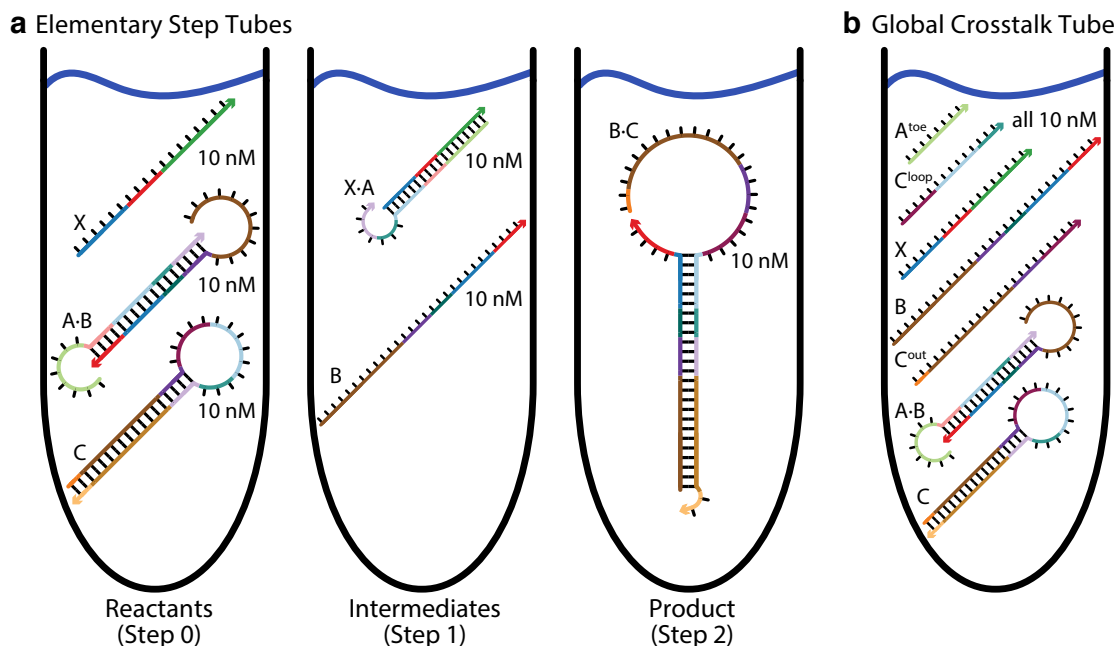 a Elementary Step Tubes
X
10 nM
A·B
10 nM
C
10 nM
Reactants
(Step 0)
X·A
10 nM
B
10 nM
Intermediates
(Step 1)
B·C
10 nM
Product
(Step 2)
b Global Crosstalk Tube
all 10 nM
Atoe
Cloop
X
B
Cout
A·B
C